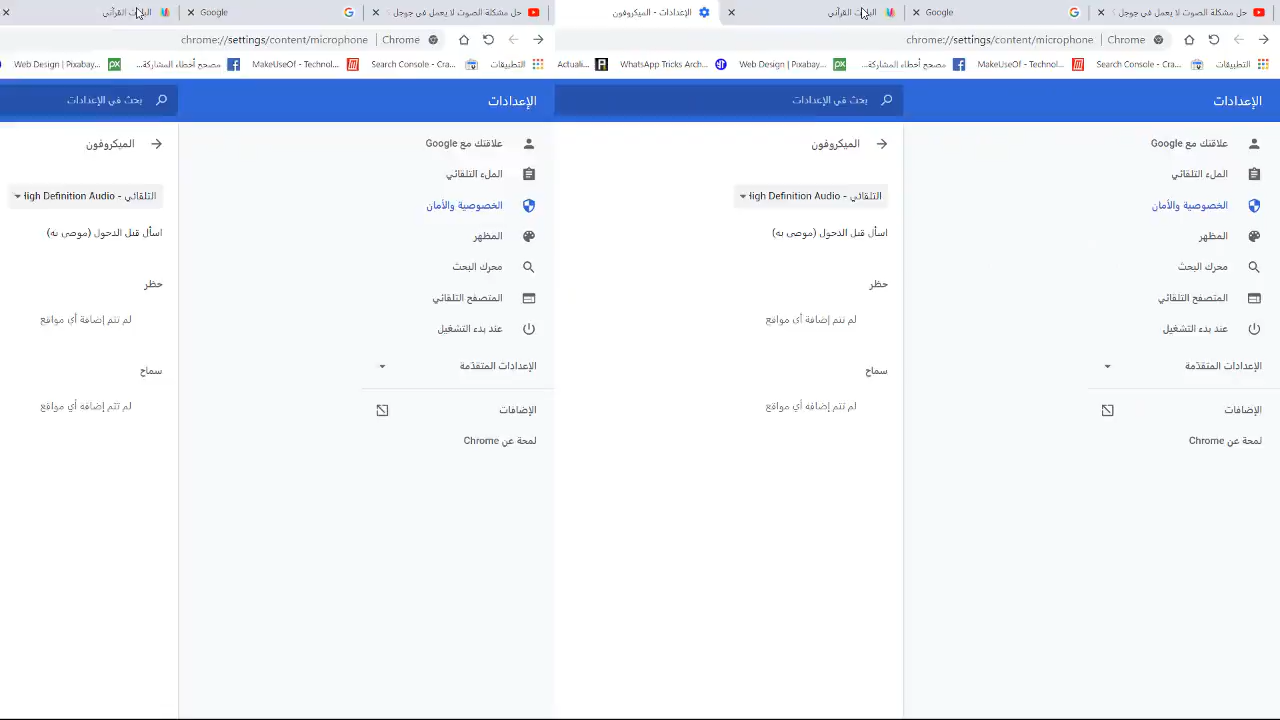 حل مشكلة الصوت لا يعمل في جوجل
Google
الباحث القرآني
الإعدادات - الميكروفون
حل مشكلة الصوت لا يعمل في جوجل
Google
chrome://settings/content/microphone | Chrome
chrome://settings/content/microphone | Chrome
التطبيقات
Search Console - Cra...
مصحح أخطاء المشاركة...
MakeUseOf - Technol...
Web Design | Pixabay...
WhatsApp Tricks Arch...
Actuali...
التطبيقات
Search Console - Cra...
مصحح أخطاء المشاركة...
MakeUseOf - Technol...
Web Design | Pixabay...
الإعدادات
بحث في الإعدادات
الإعدادات
بحث في الإعدادات
علاقتك مع Google
الملء التلقائي
الخصوصية والأمان
المظهر
محرك البحث
المتصفح التلقائي
عند بدء التشغيل
الإعدادات المتقدّمة
الإضافات
لمحة عن Chrome
الميكروفون
التلقائي - High Definition Audio
اسأل قبل الدخول (موصى به)
حظر
لم تتم إضافة أي مواقع
سماح
لم تتم إضافة أي مواقع
علاقتك مع Google
الملء التلقائي
الخصوصية والأمان
المظهر
محرك البحث
المتصفح التلقائي
عند بدء التشغيل
الإعدادات المتقدّمة
الإضافات
لمحة عن Chrome
الميكروفون
التلقائي - High Definition Audio
اسأل قبل الدخول (موصى به)
حظر
لم تتم إضافة أي مواقع
سماح
لم تتم إضافة أي مواقع